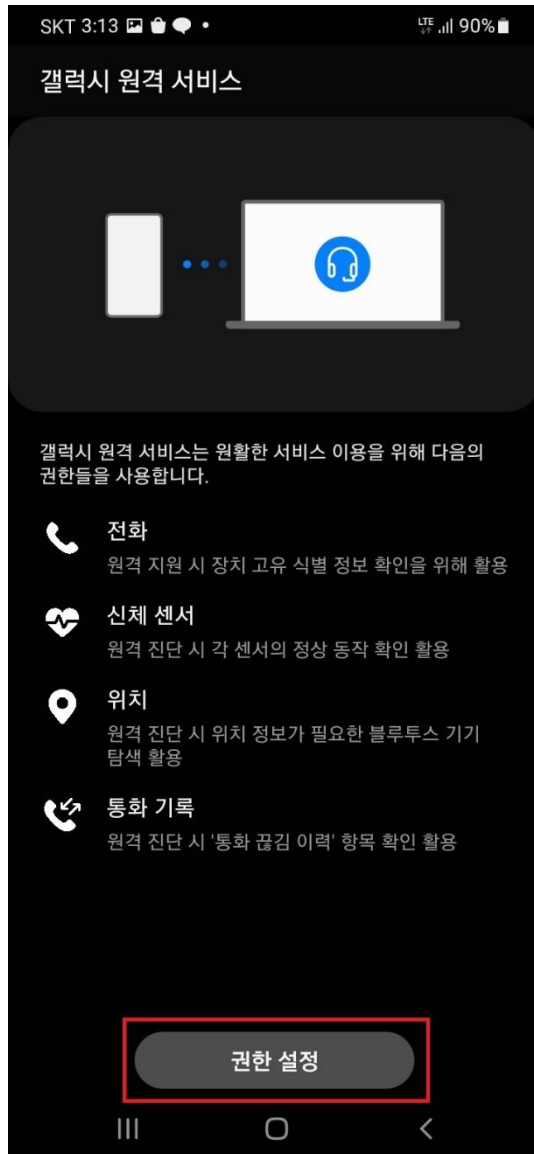 SKT 3:13
LTE 90%
갤럭시 원격 서비스
갤럭시 원격 서비스는 원활한 서비스 이용을 위해 다음의
권한들을 사용합니다.
전화
원격 지원 시 장치 고유 식별 정보 확인을 위해 활용
신체 센서
원격 진단 시 각 센서의 정상 동작 확인 활용
위치
원격 진단 시 위치 정보가 필요한 블루투스 기기
탐색 활용
통화 기록
원격 진단 시 '통화 끊김 이력' 항목 확인 활용
권한 설정